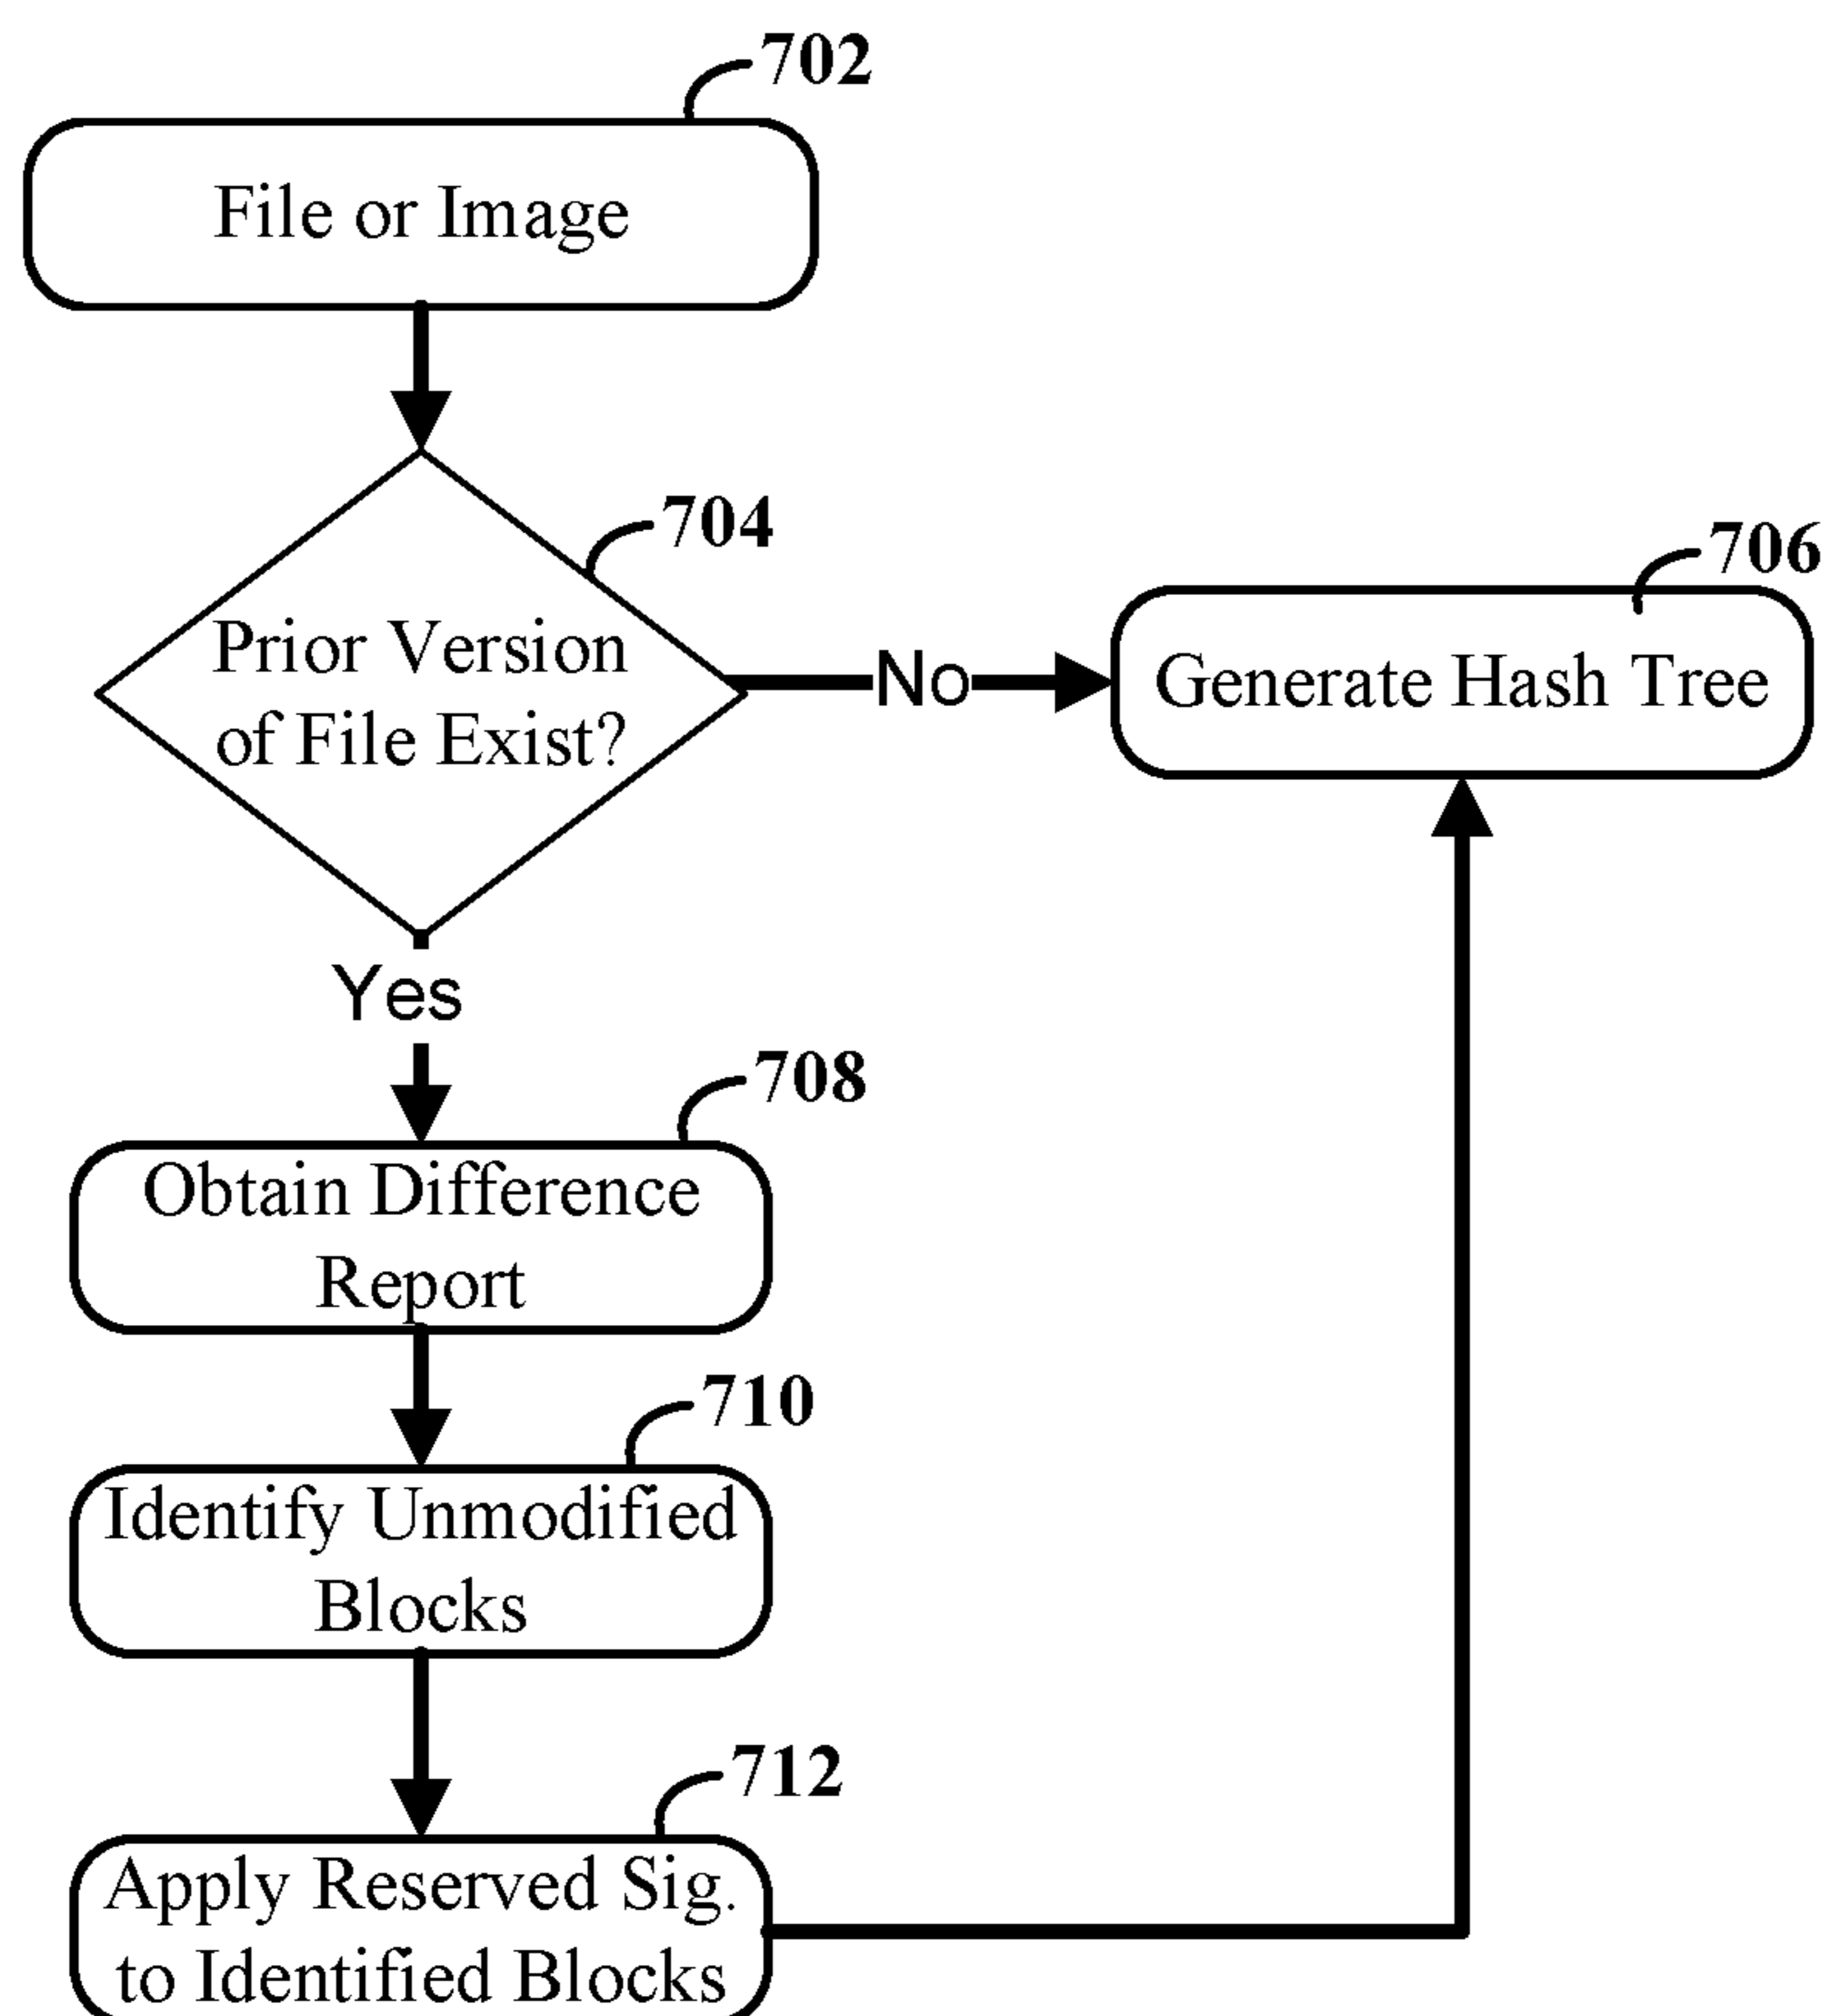 702
File or Image
704
Prior Version
of File Exist?
No
706
Generate Hash Tree
Yes
708
Obtain Difference
Report
710
Identify Unmodified
Blocks
712
Apply Reserved Sig.
to Identified Blocks